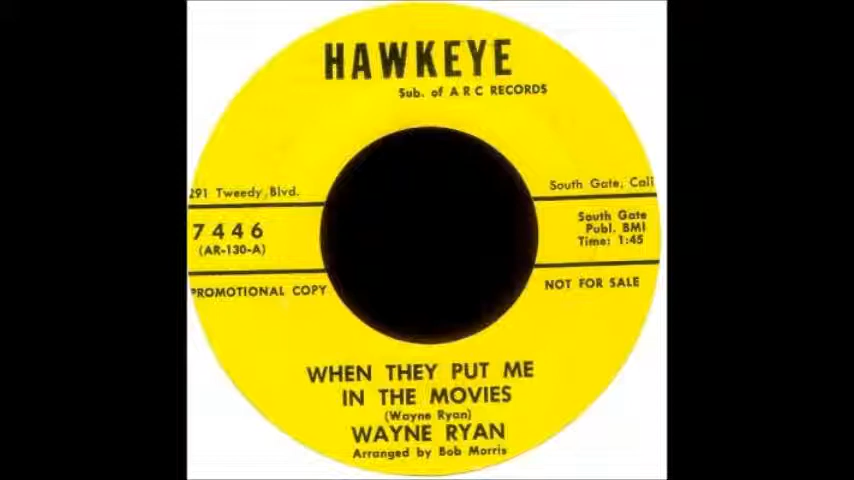 HAWKEYE
Sub. of A R C RECORDS
291 Tweedy Blvd.
South Gate, Cali
7446
(AR-130-A)
South Gate
Publ. BMI
Time: 1:45
PROMOTIONAL COPY
NOT FOR SALE
WHEN THEY PUT ME
IN THE MOVIES
(Wayne Ryan)
WAYNE RYAN
Arranged by Bob Morris